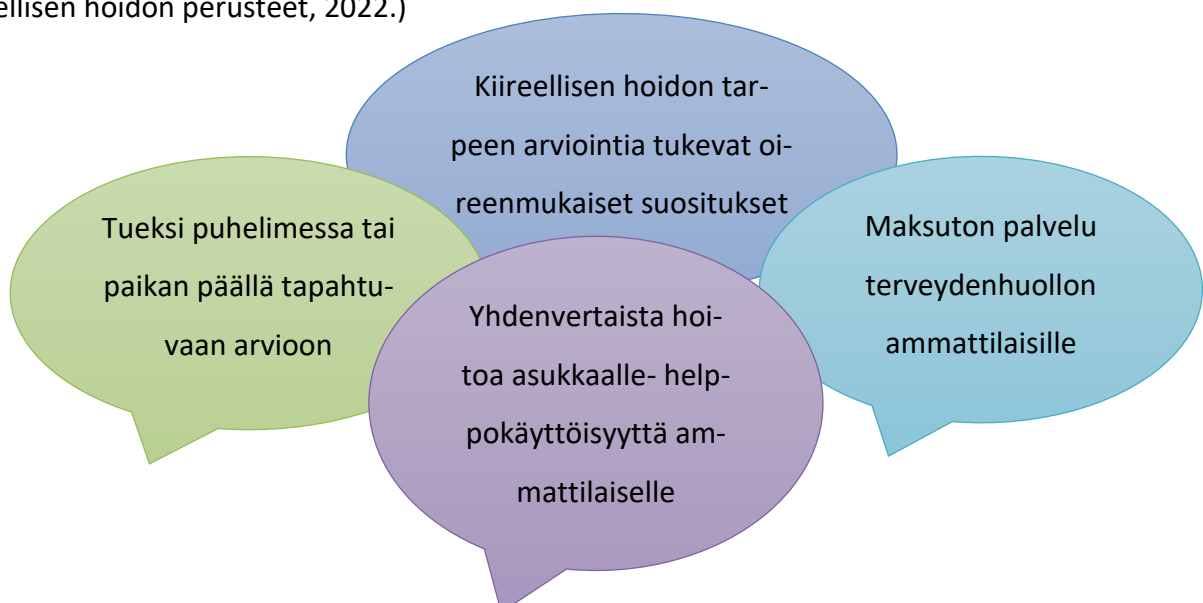 ellisen hoidon perusteet, 2022.)
Kiireellisen hoidon tar-
peen arviointia tukevat oi-
reenmukaiset suositukset
Tueksi puhelimessa tai
paikan päällä tapahtu-
vaan arvioon
Maksuton palvelu
terveydenhuollon
ammattilaisille
Yhdenvertaista hoi-
toa asukkaalle- help-
pokäyttöisyyttä am-
mattilaiselle